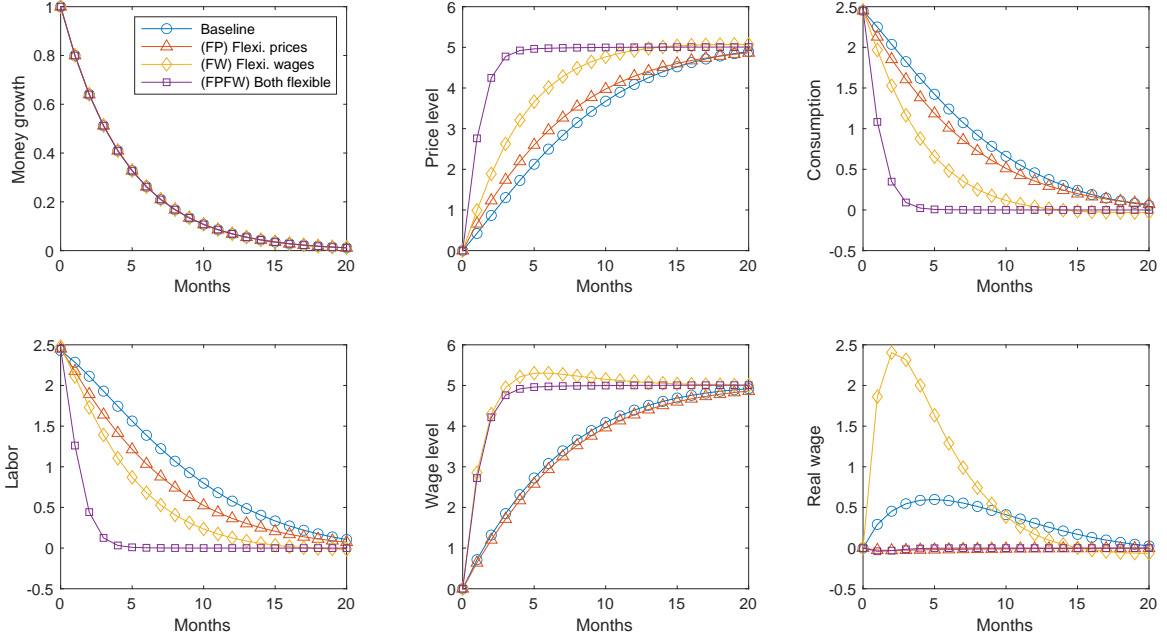 Baseline
(FP) Flexi. prices
(FW) Flexi. wages
(FPFW) Both flexible
Money growth
1
0.8
0.6
0.4
0.2
0
0 5 10 15 20
Months
Price level
6
5
4
3
2
1
0
0 5 10 15 20
Months
Consumption
2.5
2
1.5
1
0.5
0
-0.5
0 5 10 15 20
Months
Labor
2.5
2
1.5
1
0.5
0
-0.5
0 5 10 15 20
Months
Wage level
6
5
4
3
2
1
0
0 5 10 15 20
Months
Real wage
2.5
2
1.5
1
0.5
0
-0.5
0 5 10 15 20
Months